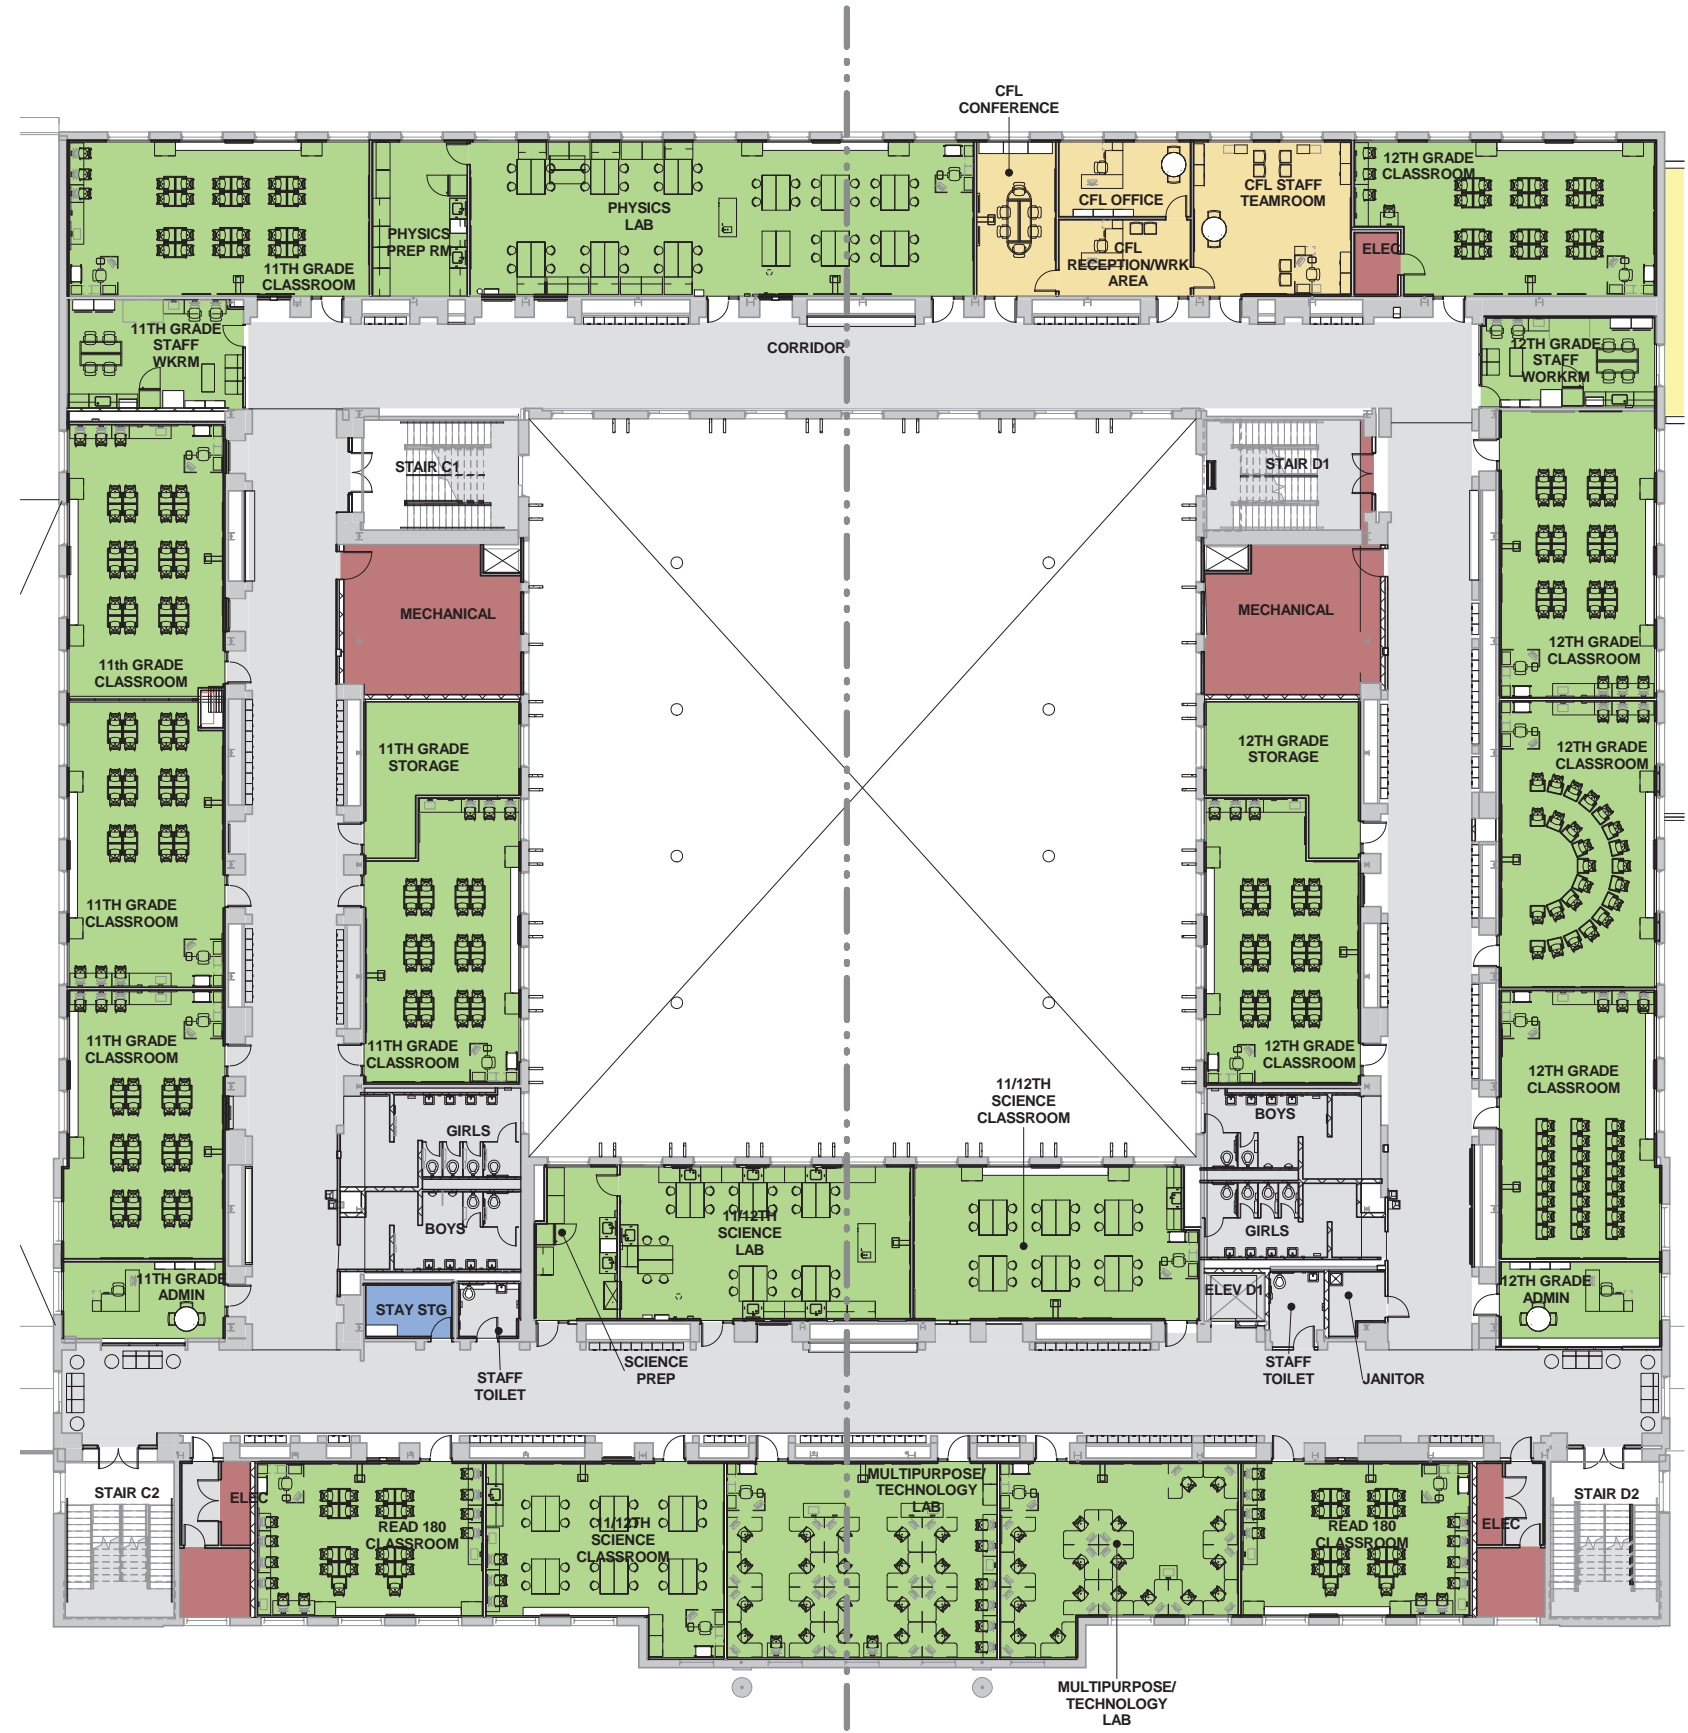 CFL
CONFERENCE
PHYSICS
LAB
PHYSICS
PREP RM
11TH GRADE
CLASSROOM
CFL OFFICE
CFL
RECEPTION/WRK
AREA
CFL STAFF
TEAMROOM
12TH GRADE
CLASSROOM
ELEC
11TH GRADE
STAFF
WKRM
CORRIDOR
12TH GRADE
STAFF
WORKRM
STAIR C1
STAIR D1
MECHANICAL
MECHANICAL
11th GRADE
CLASSROOM
12TH GRADE
CLASSROOM
11TH GRADE
STORAGE
12TH GRADE
STORAGE
12TH GRADE
CLASSROOM
11TH GRADE
CLASSROOM
11TH GRADE
CLASSROOM
11TH GRADE
CLASSROOM
12TH GRADE
CLASSROOM
12TH GRADE
CLASSROOM
11/12TH
SCIENCE
CLASSROOM
GIRLS
BOYS
BOYS
GIRLS
11/12TH
SCIENCE
LAB
11TH GRADE
ADMIN
STAY STG
ELEV D1
12TH GRADE
ADMIN
STAFF
TOILET
SCIENCE
PREP
STAFF
TOILET
JANITOR
STAIR C2
ELEC
READ 180
CLASSROOM
11/12TH
SCIENCE
CLASSROOM
MULTIPURPOSE/
TECHNOLOGY
LAB
READ 180
CLASSROOM
ELEC
STAIR D2
MULTIPURPOSE/
TECHNOLOGY
LAB